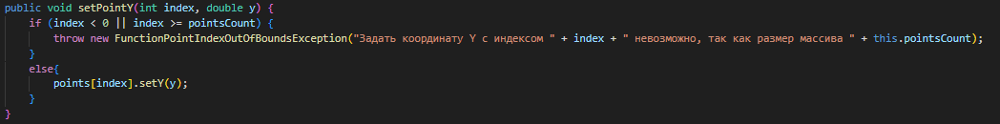 public void setPointY(int index, double y) {
    if (index < 0 || index >= pointsCount) {
        throw new FunctionPointIndexOutOfBoundsException("Задать координату Y с индексом " + index + " невозможно, так как размер массива " + this.pointsCount);
    }
    else{
        points[index].setY(y);
    }
}